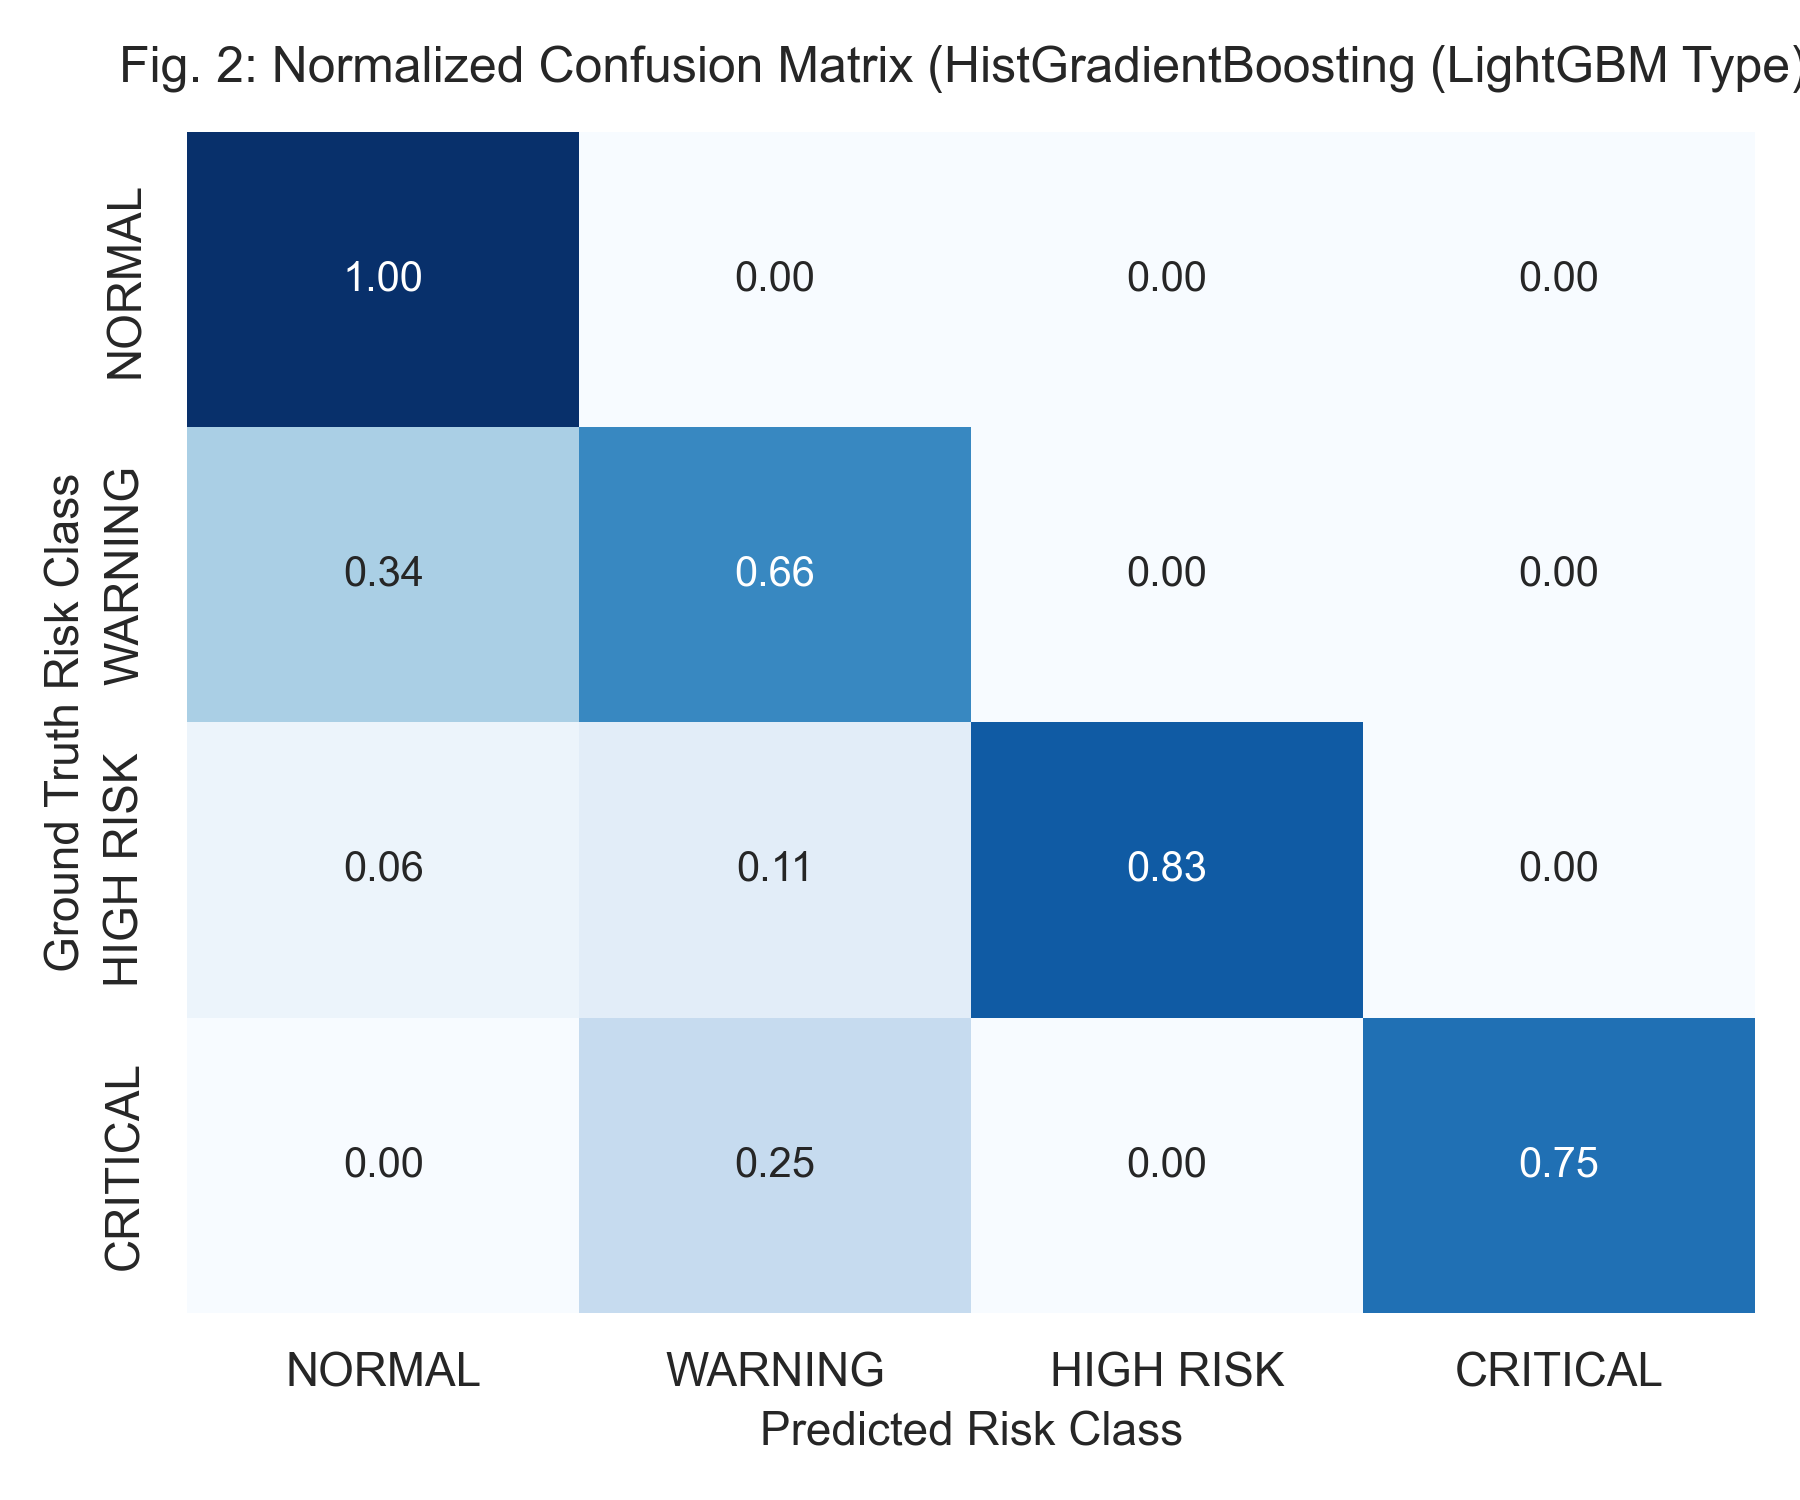 Fig. 2: Normalized Confusion Matrix (HistGradientBoosting (LightGBM Type)
Ground Truth Risk Class
NORMAL
1.00 0.00 0.00 0.00
WARNING
0.34 0.66 0.00 0.00
HIGH RISK
0.06 0.11 0.83 0.00
CRITICAL
0.00 0.25 0.00 0.75
NORMAL WARNING HIGH RISK CRITICAL
Predicted Risk Class